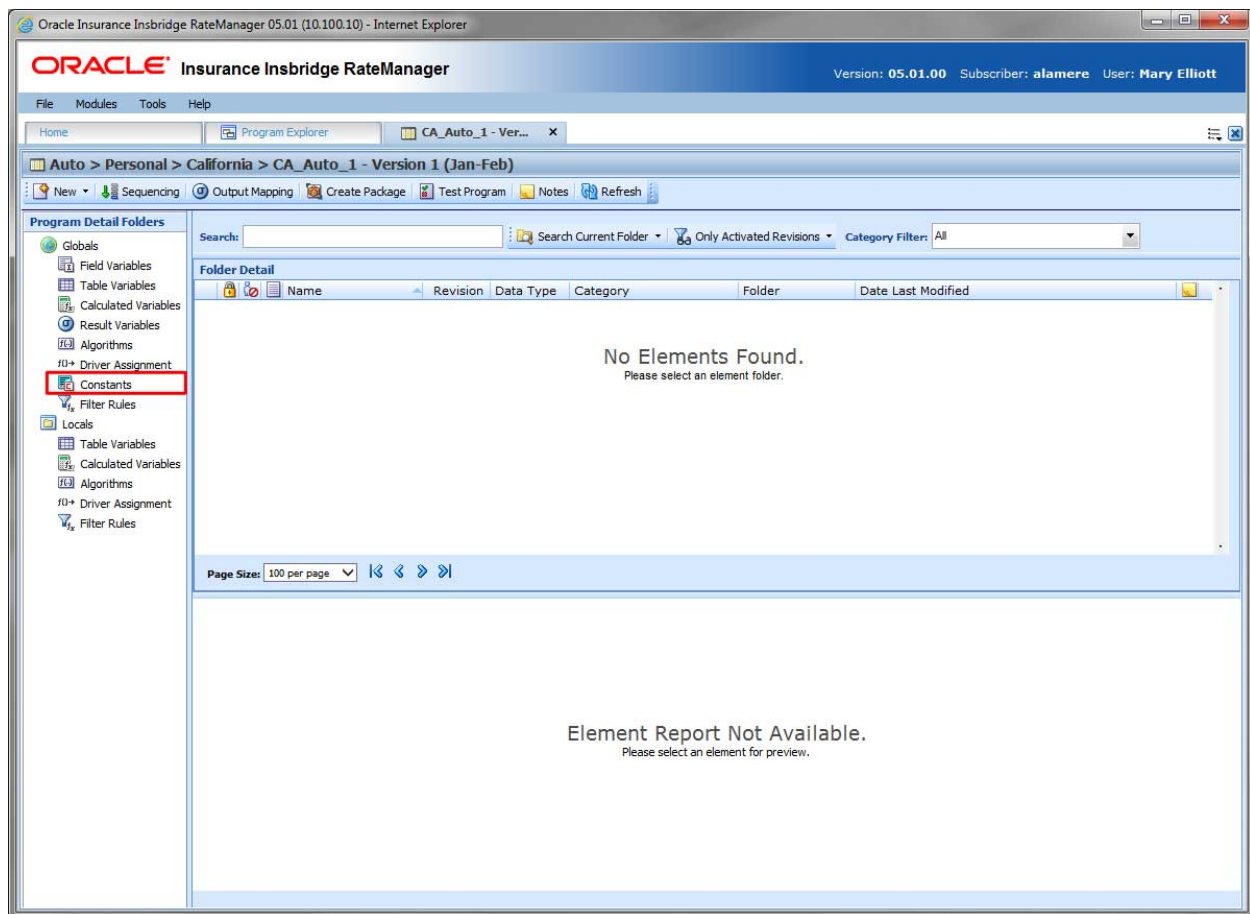 Oracle Insurance Insbridge RateManager 05.01 (10.100.10) - Internet Explorer
ORACLE Insurance Insbridge RateManager
Version: 05.01.00 Subscriber: alamere User: Mary Elliott
File Modules Tools Help
Home Program Explorer CA_Auto_1 - Ver... x
Auto > Personal > California > CA_Auto_1 - Version 1 (Jan-Feb)
New Sequencing Output Mapping Create Package Test Program Notes Refresh
Program Detail Folders
Globals
Field Variables
Table Variables
Calculated Variables
Result Variables
Algorithms
Driver Assignment
Constants
Filter Rules
Locals
Table Variables
Calculated Variables
Algorithms
Driver Assignment
Filter Rules
Search: Search Current Folder Only Activated Revisions Category Filter: All
Folder Detail
Name Revision Data Type Category Folder Date Last Modified
No Elements Found.
Please select an element folder.
Page Size: 100 per page
Element Report Not Available.
Please select an element for preview.